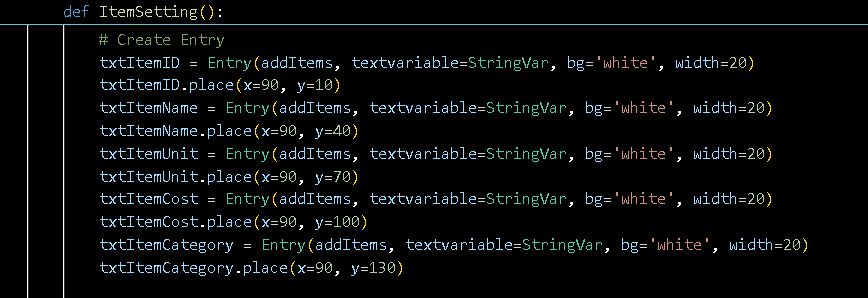 def ItemSetting():
# Create Entry
txtItemID = Entry(addItems, textvariable=StringVar, bg='white', width=20)
txtItemID.place(x=90, y=10)
txtItemName = Entry(addItems, textvariable=StringVar, bg='white', width=20)
txtItemName.place(x=90, y=40)
txtItemUnit = Entry(addItems, textvariable=StringVar, bg='white', width=20)
txtItemUnit.place(x=90, y=70)
txtItemCost = Entry(addItems, textvariable=StringVar, bg='white', width=20)
txtItemCost.place(x=90, y=100)
txtItemCategory = Entry(addItems, textvariable=StringVar, bg='white', width=20)
txtItemCategory.place(x=90, y=130)